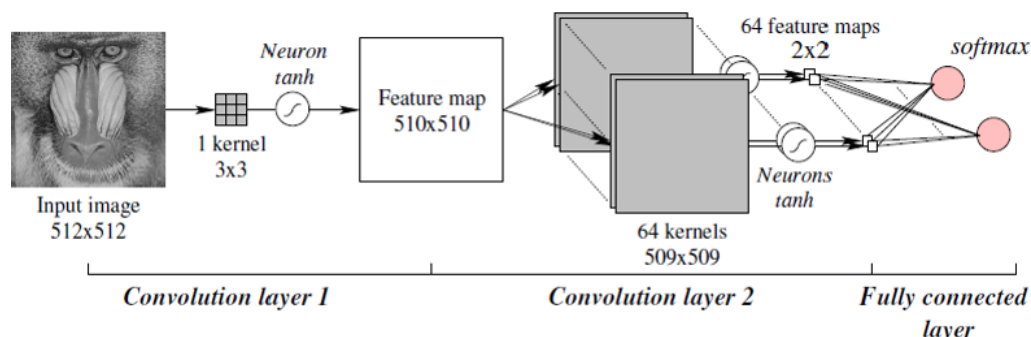 Input image
512x512
1 kernel
3x3
Neuron
tanh
Feature map
510x510
64 kernels
509x509
Neurons
tanh
64 feature maps
2x2
softmax
Convolution layer 1
Convolution layer 2
Fully connected
layer